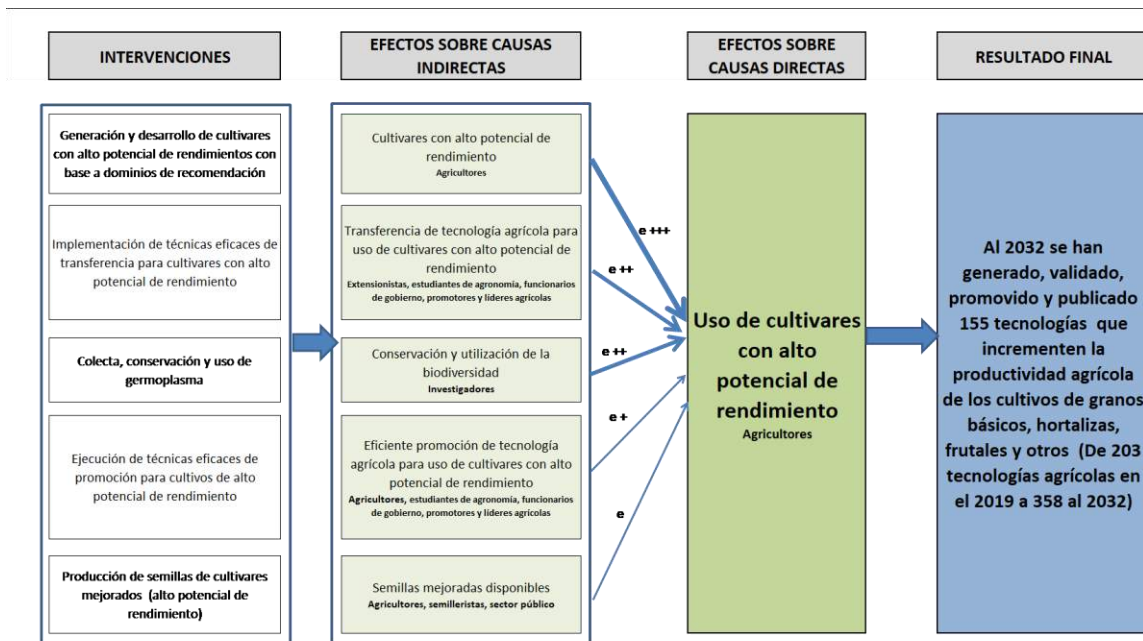 INTERVENCIONES
EFECTOS SOBRE CAUSAS
INDIRECTAS
EFECTOS SOBRE
CAUSAS DIRECTAS
RESULTADO FINAL
Generación y desarrollo de cultivares
con alto potencial de rendimientos con
base a dominios de recomendación
Implementación de técnicas eficaces de
transferencia para cultivares con alto
potencial de rendimiento
Colecta, conservación y uso de
germoplasma
Ejecución de técnicas eficaces de
promoción para cultivos de alto
potencial de rendimiento
Producción de semillas de cultivares
mejorados (alto potencial de
rendimiento)
Cultivares con alto potencial de
rendimiento
Agricultores
Transferencia de tecnología agrícola para
uso de cultivares con alto potencial de
rendimiento
Extensionistas, estudiantes de agronomía, funcionarios
de gobierno, promotores y líderes agrícolas
Conservación y utilización de la
biodiversidad
Investigadores
Eficiente promoción de tecnología
agrícola para uso de cultivares con alto
potencial de rendimiento
Agricultores, estudiantes de agronomía, funcionarios
de gobierno, promotores y líderes agrícolas
Semillas mejoradas disponibles
Agricultores, semilleristas, sector público
e +++
e ++
e ++
e +
e
Uso de cultivares
con alto
potencial de
rendimiento
Agricultores
Al 2032 se han
generado, validado,
promovido y publicado
155 tecnologías que
incrementen la
productividad agrícola
de los cultivos de granos
básicos, hortalizas,
frutales y otros (De 203
tecnologías agrícolas en
el 2019 a 358 al 2032)